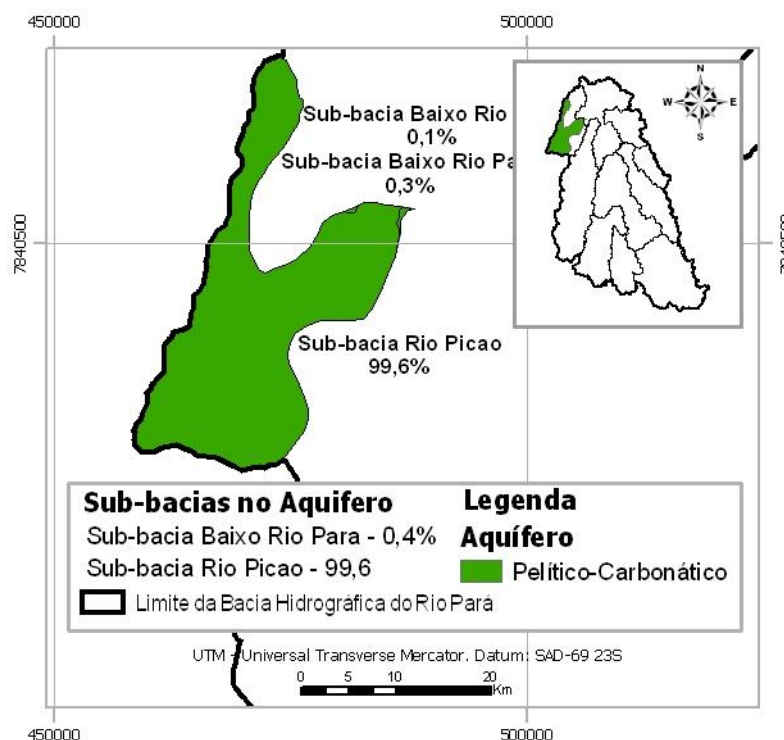 450000 500000
Sub-bacia Baixo Rio
0,1%
Sub-bacia Baixo Rio Pa
0,3%
N
W E
S
7840500
7840500
Sub-bacia Rio Picao
99,6%
Sub-bacias no Aquifero
Sub-bacia Baixo Rio Para - 0,4%
Sub-bacia Rio Picao - 99,6
Limite da Bacia Hidrográfica do Rio Pará
Legenda
Aquífero
Pelítico-Carbonático
UTM - Universal Transverse Mercator. Datum: SAD-69 23S
0 5 10 20
Km
450000 500000